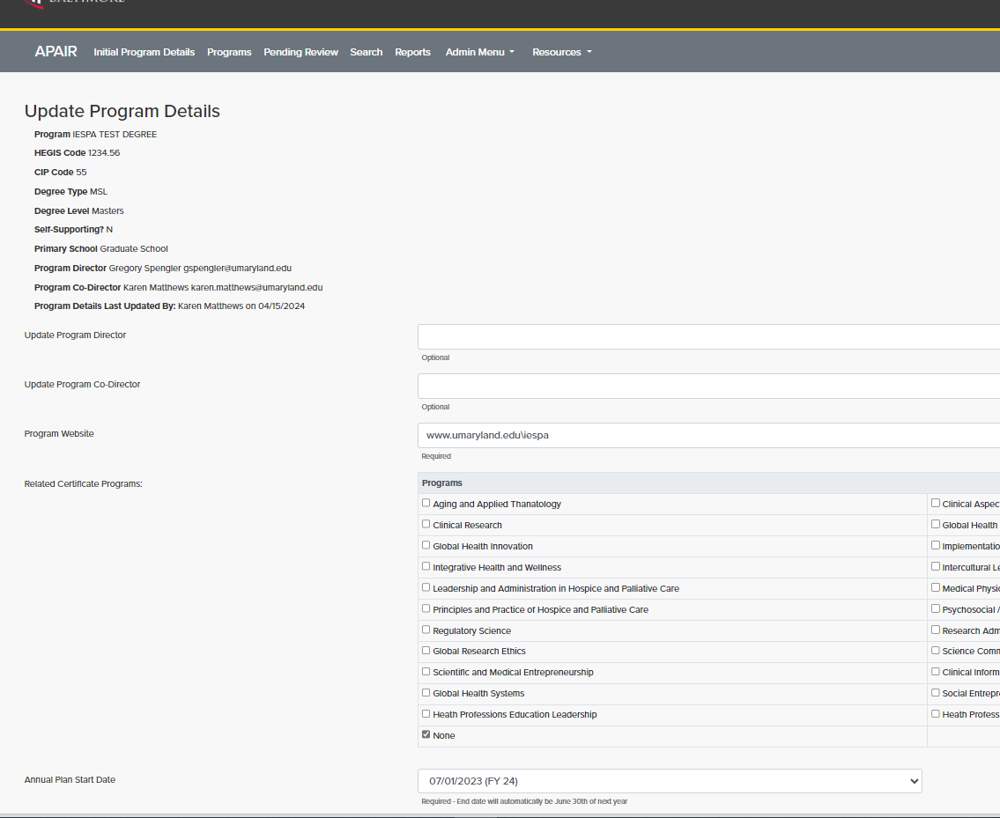 BALTIMORE
APAIR Initial Program Details Programs Pending Review Search Reports Admin Menu Resources
Update Program Details
Program IESPA TEST DEGREE
HEGIS Code 1234.56
CIP Code 55
Degree Type MSL
Degree Level Masters
Self-Supporting? N
Primary School Graduate School
Program Director Gregory Spengler gspengler@umaryland.edu
Program Co-Director Karen Matthews karen.matthews@umaryland.edu
Program Details Last Updated By: Karen Matthews on 04/15/2024
Update Program Director
Optional
Update Program Co-Director
Optional
Program Website www.umaryland.edu\iespa
Required
Related Certificate Programs:
Programs
Aging and Applied Thanatology Clinical Aspec
Clinical Research Global Health
Global Health Innovation Implementatio
Integrative Health and Wellness Intercultural Le
Leadership and Administration in Hospice and Palliative Care Medical Physic
Principles and Practice of Hospice and Palliative Care Psychosocial /
Regulatory Science Research Adm
Global Research Ethics Science Comm
Scientific and Medical Entrepreneurship Clinical Inform
Global Health Systems Social Entrepre
Heath Professions Education Leadership Heath Profess
None
Annual Plan Start Date 07/01/2023 (FY 24)
Required - End date will automatically be June 30th of next year